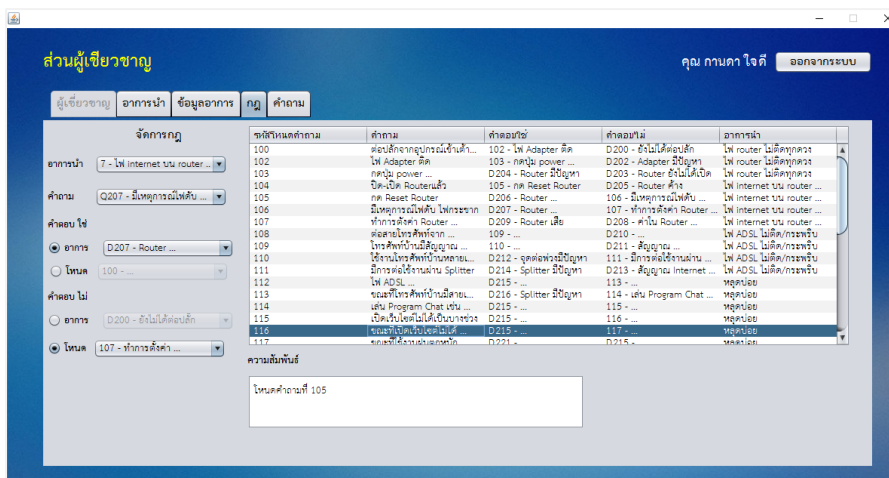 ส่วนผู้เชี่ยวชาญ
คุณ กานดา ใจดี ออกจากระบบ
ผู้เชี่ยวชาญ อาการนำ ข้อมูลอาการ กฎ คำถาม
จัดการกฎ
อาการนำ 7 - ไฟ internet บน router ..
คำถาม Q207 - มีเหตุการณ์ไฟดับ ...
คำตอบ ใช่
อาการ D207 - Router ...
โหนด 100 - ...
คำตอบ ไม่
อาการ D200 - ยังไม่ได้ต่อปลั๊ก
โหนด 107 - ทำการตั้งค่า ...
รหัสโหนดคำถาม คำถาม คำตอบใช่ คำตอบไม่ อาการนำ
100 ต่อปลั๊กจากอุปกรณ์เข้าเต้า... 102 - ไฟ Adapter ติด D200 - ยังไม่ได้ต่อปลั๊ก ไฟ router ไม่ติดทุกดวง
102 ไฟ Adapter ติด 103 - กดปุ่ม power ... D202 - Adapter มีปัญหา ไฟ router ไม่ติดทุกดวง
103 กดปุ่ม power ... D204 - Router มีปัญหา D203 - Router ยังไม่ได้เปิด ไฟ router ไม่ติดทุกดวง
104 ปิด-เปิด Routerแล้ว 105 - กด Reset Router D205 - Router ค้าง ไฟ internet บน router ...
105 กด Reset Router D206 - Router ... 106 - มีเหตุการณ์ไฟดับ ... ไฟ internet บน router ...
106 มีเหตุการณ์ไฟดับ ไฟกระชาก D207 - Router ... 107 - ทำการตั้งค่า Router ... ไฟ internet บน router ...
107 ทำการตั้งค่า Router ... D209 - Router เสีย D208 - ค่าใน Router ... ไฟ internet บน router ...
108 ต่อสายโทรศัพท์จาก ... 109 - ... D210 - ... ไฟ ADSL ไม่ติด/กระพริบ
109 โทรศัพท์บ้านมีสัญญาณ ... 110 - ... D211 - สัญญาณ ... ไฟ ADSL ไม่ติด/กระพริบ
110 ใช้งานโทรศัพท์บ้านหลายเ... D212 - จุดต่อพ่วงมีปัญหา 111 - มีการต่อใช้งานผ่าน ... ไฟ ADSL ไม่ติด/กระพริบ
111 มีการต่อใช้งานผ่าน Splitter D214 - Splitter มีปัญหา D213 - สัญญาณ Internet ... ไฟ ADSL ไม่ติด/กระพริบ
112 ไฟ ADSL ... D215 - ... 113 - ... หลุดบ่อย
113 ขณะที่โทรศัพท์บ้านมีสายเ... D216 - Splitter มีปัญหา 114 - เล่น Program Chat ... หลุดบ่อย
114 เล่น Program Chat เช่น ... D215 - ... 115 - ... หลุดบ่อย
115 เปิดเว็บไซต์ไม่ได้เป็นบางช่วง D215 - ... 116 - ... หลุดบ่อย
116 ขณะที่เปิดเว็บไซต์ไม่ได้ ... D215 - ... 117 - ... หลุดบ่อย
117 ขณะที่ใช้งานฝนตกหนัก D221 - D215 - หลุดบ่อย
ความสัมพันธ์
โหนดคำถามที่ 105